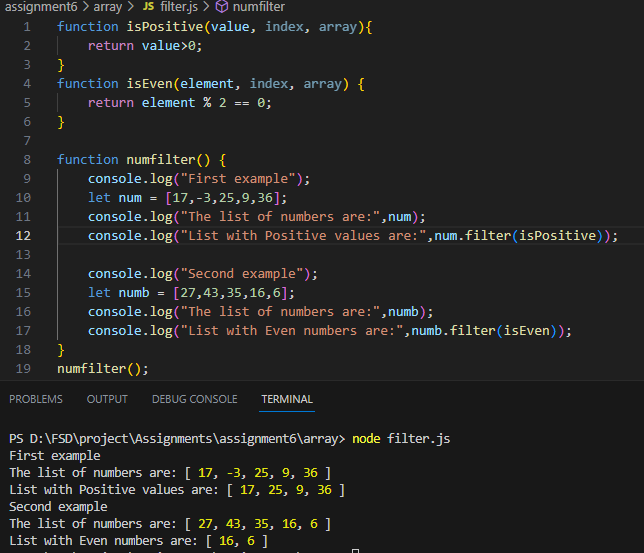 assignment6 > array > JS filter.js > numfilter
1 function isPositive(value, index, array){
2     return value>0;
3 }
4 function isEven(element, index, array) {
5     return element % 2 == 0;
6 }
7
8 function numfilter() {
9     console.log("First example");
10     let num = [17,-3,25,9,36];
11     console.log("The list of numbers are:",num);
12     console.log("List with Positive values are:",num.filter(isPositive));
13
14     console.log("Second example");
15     let numb = [27,43,35,16,6];
16     console.log("The list of numbers are:",numb);
17     console.log("List with Even numbers are:",numb.filter(isEven));
18 }
19 numfilter();
PROBLEMS OUTPUT DEBUG CONSOLE TERMINAL
PS D:\FSD\project\Assignments\assignment6\array> node filter.js
First example
The list of numbers are: [ 17, -3, 25, 9, 36 ]
List with Positive values are: [ 17, 25, 9, 36 ]
Second example
The list of numbers are: [ 27, 43, 35, 16, 6 ]
List with Even numbers are: [ 16, 6 ]